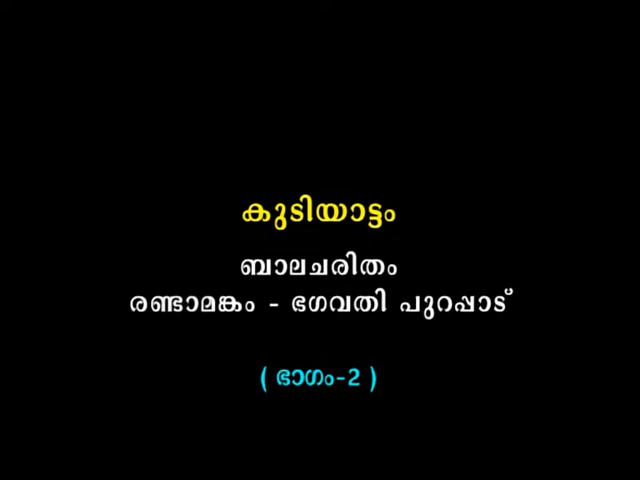 കുടിയാട്ടം
ബാലചരിതം
രണ്ടാമങ്കം - ഭഗവതി പുറപ്പാട്
( ഭാഗം-2 )